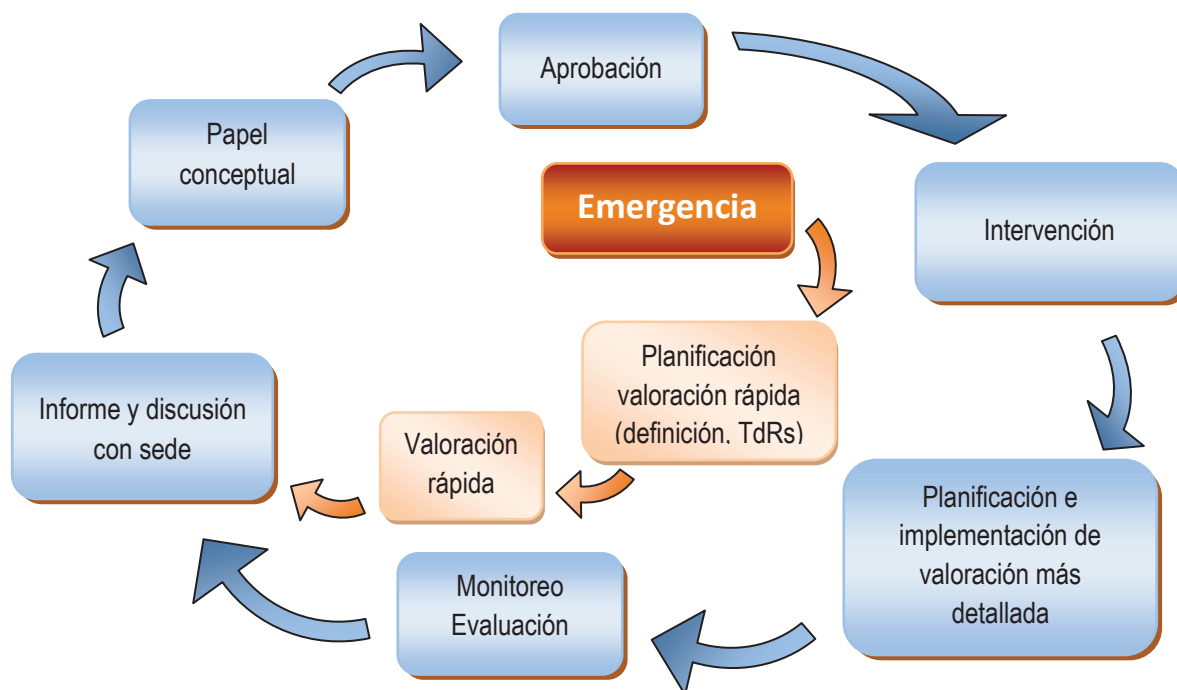 Aprobación
Papel
conceptual
Emergencia
Intervención
Planificación
valoración rápida
(definición, TdRs)
Informe y discusión
con sede
Valoración
rápida
Planificación e
implementación de
valoración más
detallada
Monitoreo
Evaluación